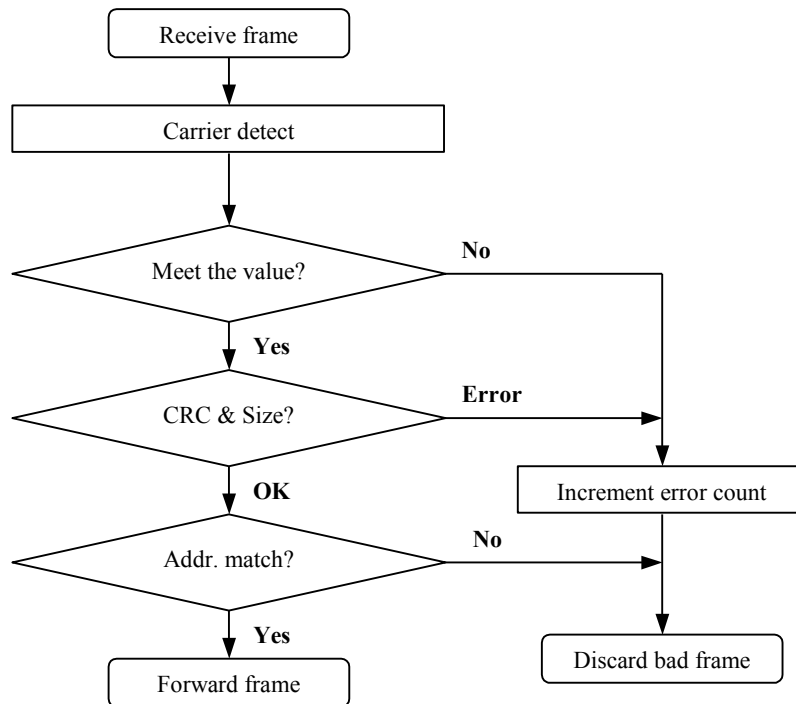 Receive frame
Carrier detect
Meet the value?
No
Yes
CRC & Size?
Error
OK
Increment error count
Addr. match?
No
Yes
Forward frame
Discard bad frame